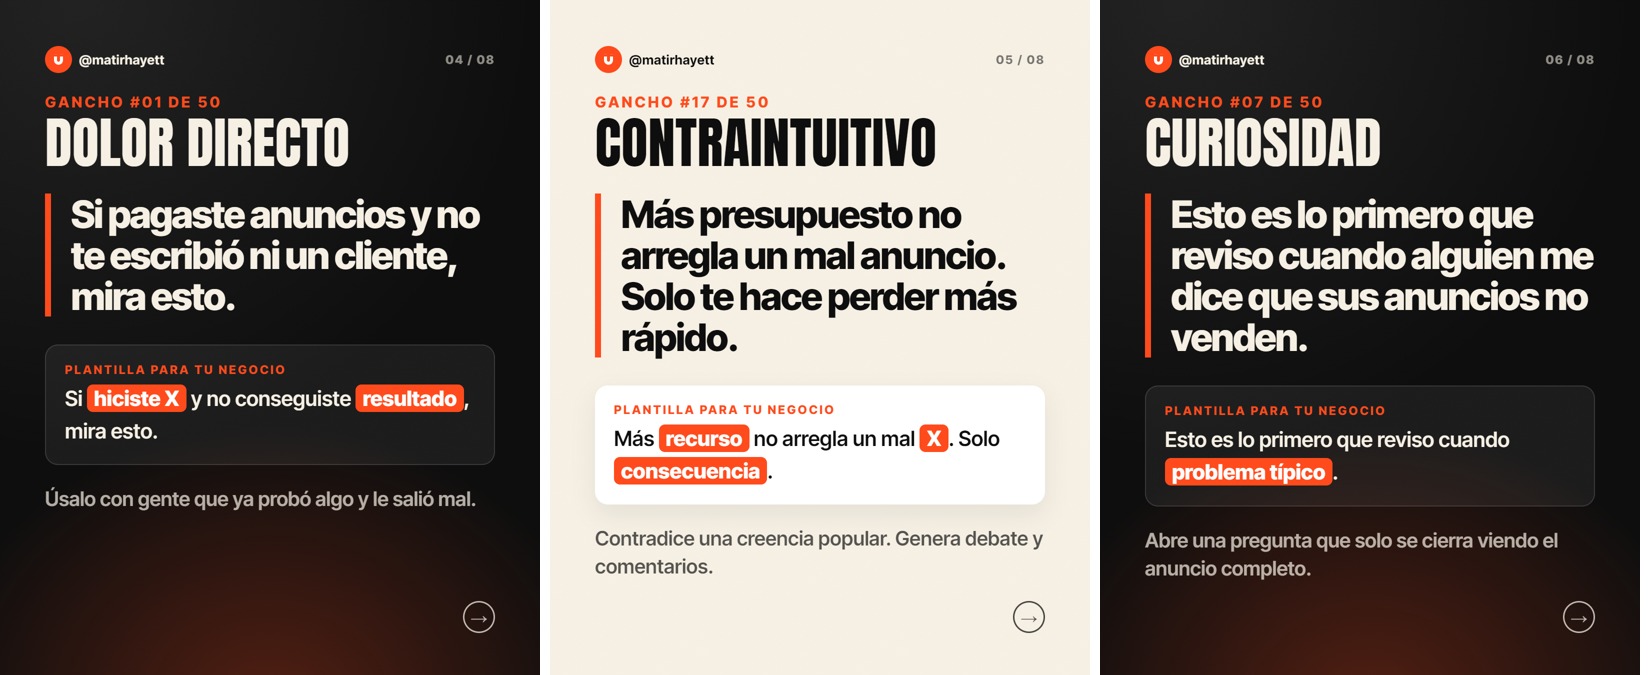 @matirhayett
04 / 08
GANCHO #01 DE 50
DOLOR DIRECTO
Si pagaste anuncios y no
te escribió ni un cliente,
mira esto.
PLANTILLA PARA TU NEGOCIO
Si hiciste X y no conseguiste resultado,
mira esto.
Úsalo con gente que ya probó algo y le salió mal.
@matirhayett
05 / 08
GANCHO #17 DE 50
CONTRAINTUITIVO
Más presupuesto no
arregla un mal anuncio.
Solo te hace perder más
rápido.
PLANTILLA PARA TU NEGOCIO
Más recurso no arregla un mal X. Solo
consecuencia.
Contradice una creencia popular. Genera debate y
comentarios.
@matirhayett
06 / 08
GANCHO #07 DE 50
CURIOSIDAD
Esto es lo primero que
reviso cuando alguien me
dice que sus anuncios no
venden.
PLANTILLA PARA TU NEGOCIO
Esto es lo primero que reviso cuando
problema típico.
Abre una pregunta que solo se cierra viendo el
anuncio completo.